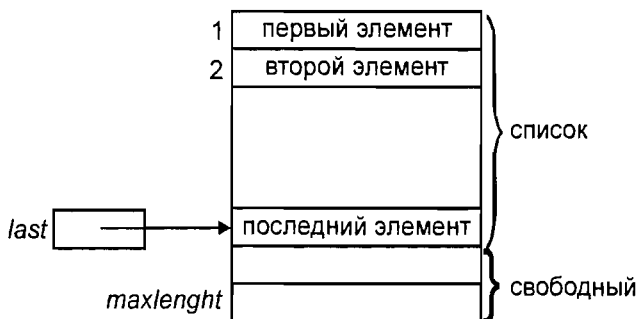 1 первый элемент
2 второй элемент
список
last последний элемент
свободный
maxlenght